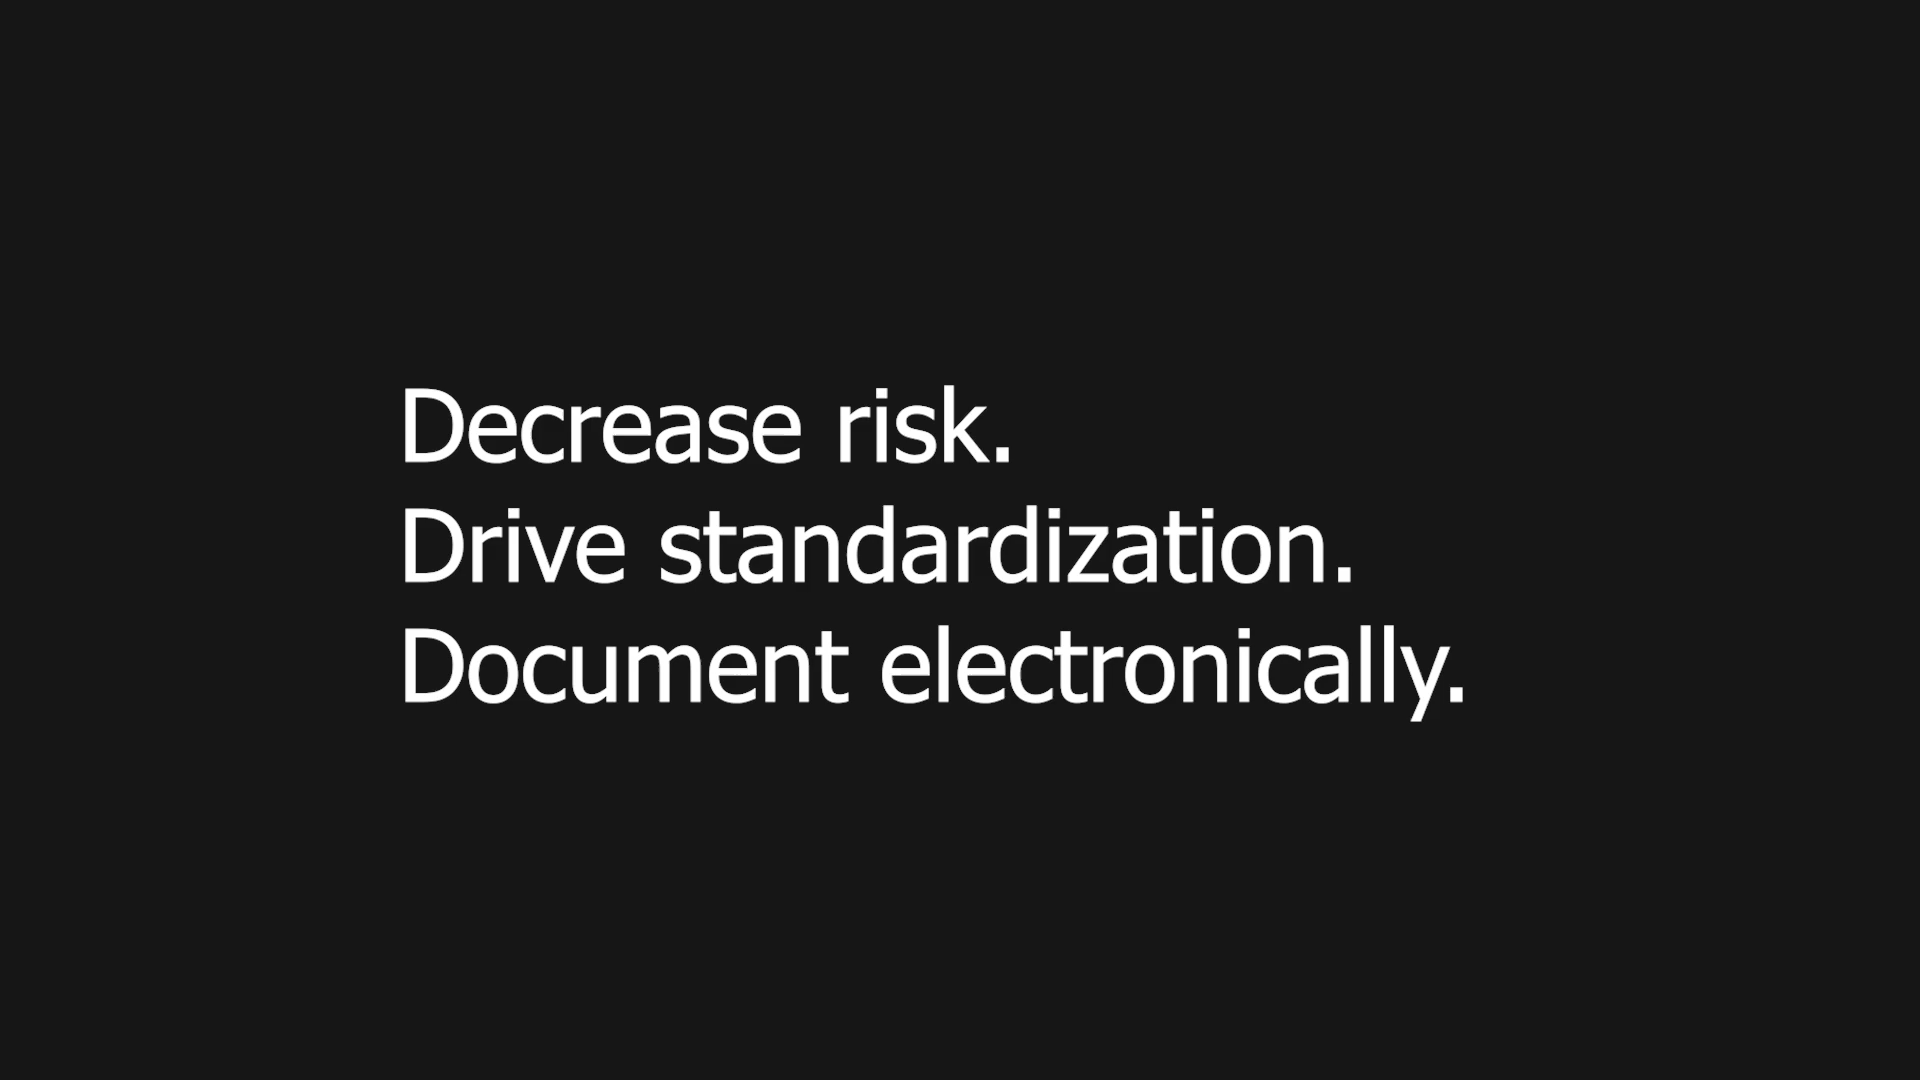 Decrease risk.
Drive standardization.
Document electronically.